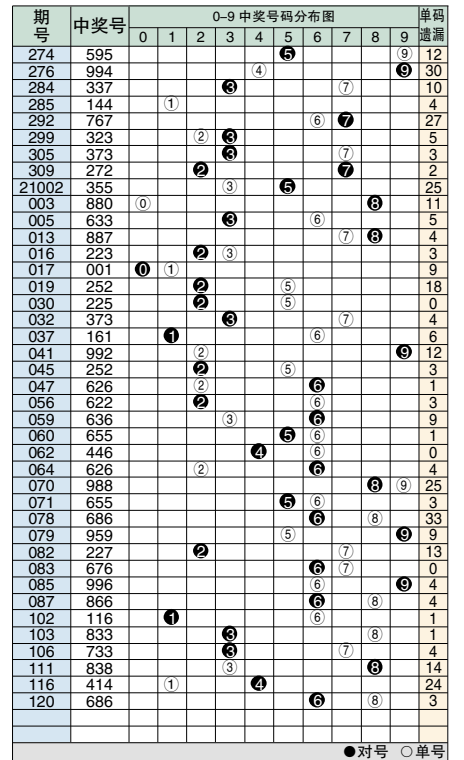 期号 中奖号 0–9中奖号码分布图 单码遗漏
0 1 2 3 4 5 6 7 8 9
274 595 ❺ ⑨ 12
276 994 ④ ❾ 30
284 337 ❸ ⑦ 10
285 144 ① 4
292 767 ⑥ ❼ 27
299 323 ② ❸ 5
305 373 ❸ ⑦ 3
309 272 ❷ ❼ 2
21002 355 ③ ❺ 25
003 880 ⓪ ❽ 11
005 633 ❸ ⑥ 5
013 887 ⑦ ❽ 4
016 223 ❷ ③ 3
017 001 ⓿ ① 9
019 252 ❷ ⑤ 18
030 225 ❷ ⑤ 0
032 373 ❸ ⑦ 4
037 161 ❶ ⑥ 6
041 992 ② ❾ 12
045 252 ❷ ⑤ 3
047 626 ② ❻ 1
056 622 ❷ ⑥ 3
059 636 ③ ❻ 9
060 655 ❺ ⑥ 1
062 446 ❹ ⑥ 0
064 626 ② ❻ 4
070 988 ❽ ⑨ 25
071 655 ❺ ⑥ 3
078 686 ❻ ⑧ 33
079 959 ⑤ ❾ 9
082 227 ❷ ⑦ 13
083 676 ❻ ⑦ 0
085 996 ⑥ ❾ 4
087 866 ❻ ⑧ 4
102 116 ❶ ⑥ 1
103 833 ❸ ⑧ 1
106 733 ❸ ⑦ 4
111 838 ③ ❽ 14
116 414 ① ❹ 24
120 686 ❻ ⑧ 3
●对号 ○单号